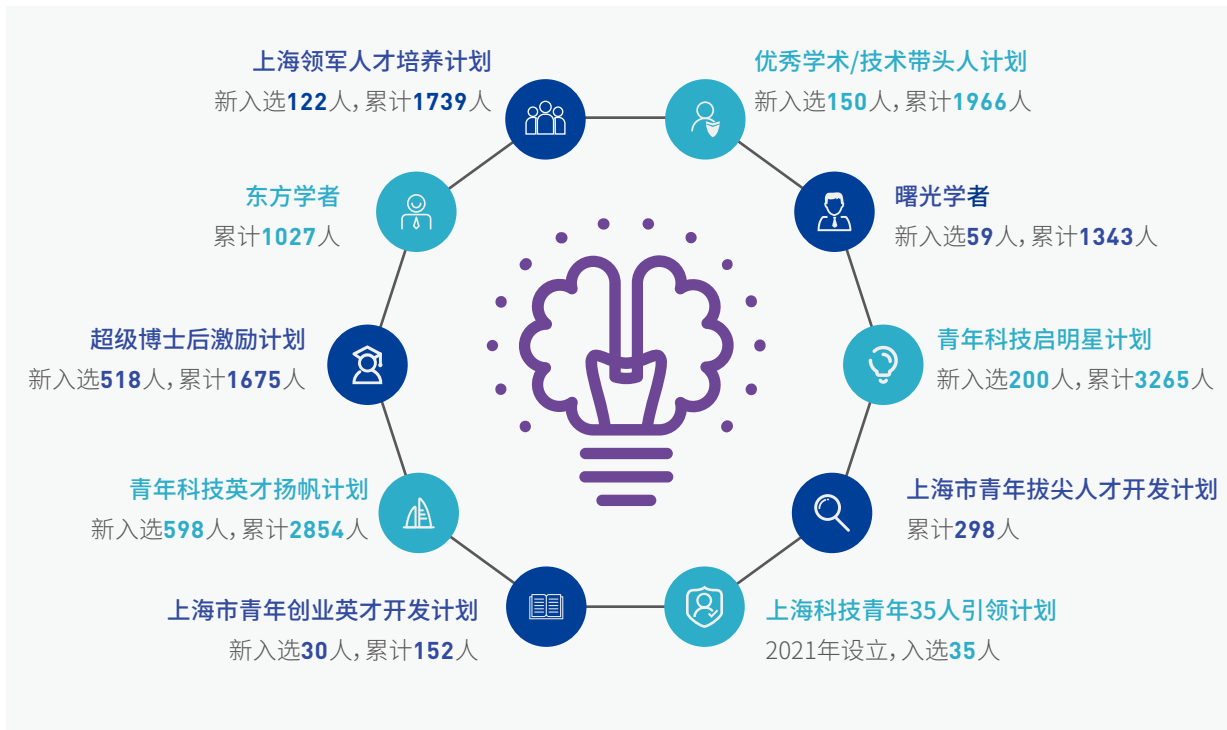 上海领军人才培养计划
新入选122人，累计1739人
优秀学术/技术带头人计划
新入选150人，累计1966人
东方学者
累计1027人
曙光学者
新入选59人，累计1343人
超级博士后激励计划
新入选518人，累计1675人
青年科技启明星计划
新入选200人，累计3265人
青年科技英才扬帆计划
新入选598人，累计2854人
上海市青年拔尖人才开发计划
累计298人
上海市青年创业英才开发计划
新入选30人，累计152人
上海科技青年35人引领计划
2021年设立，入选35人